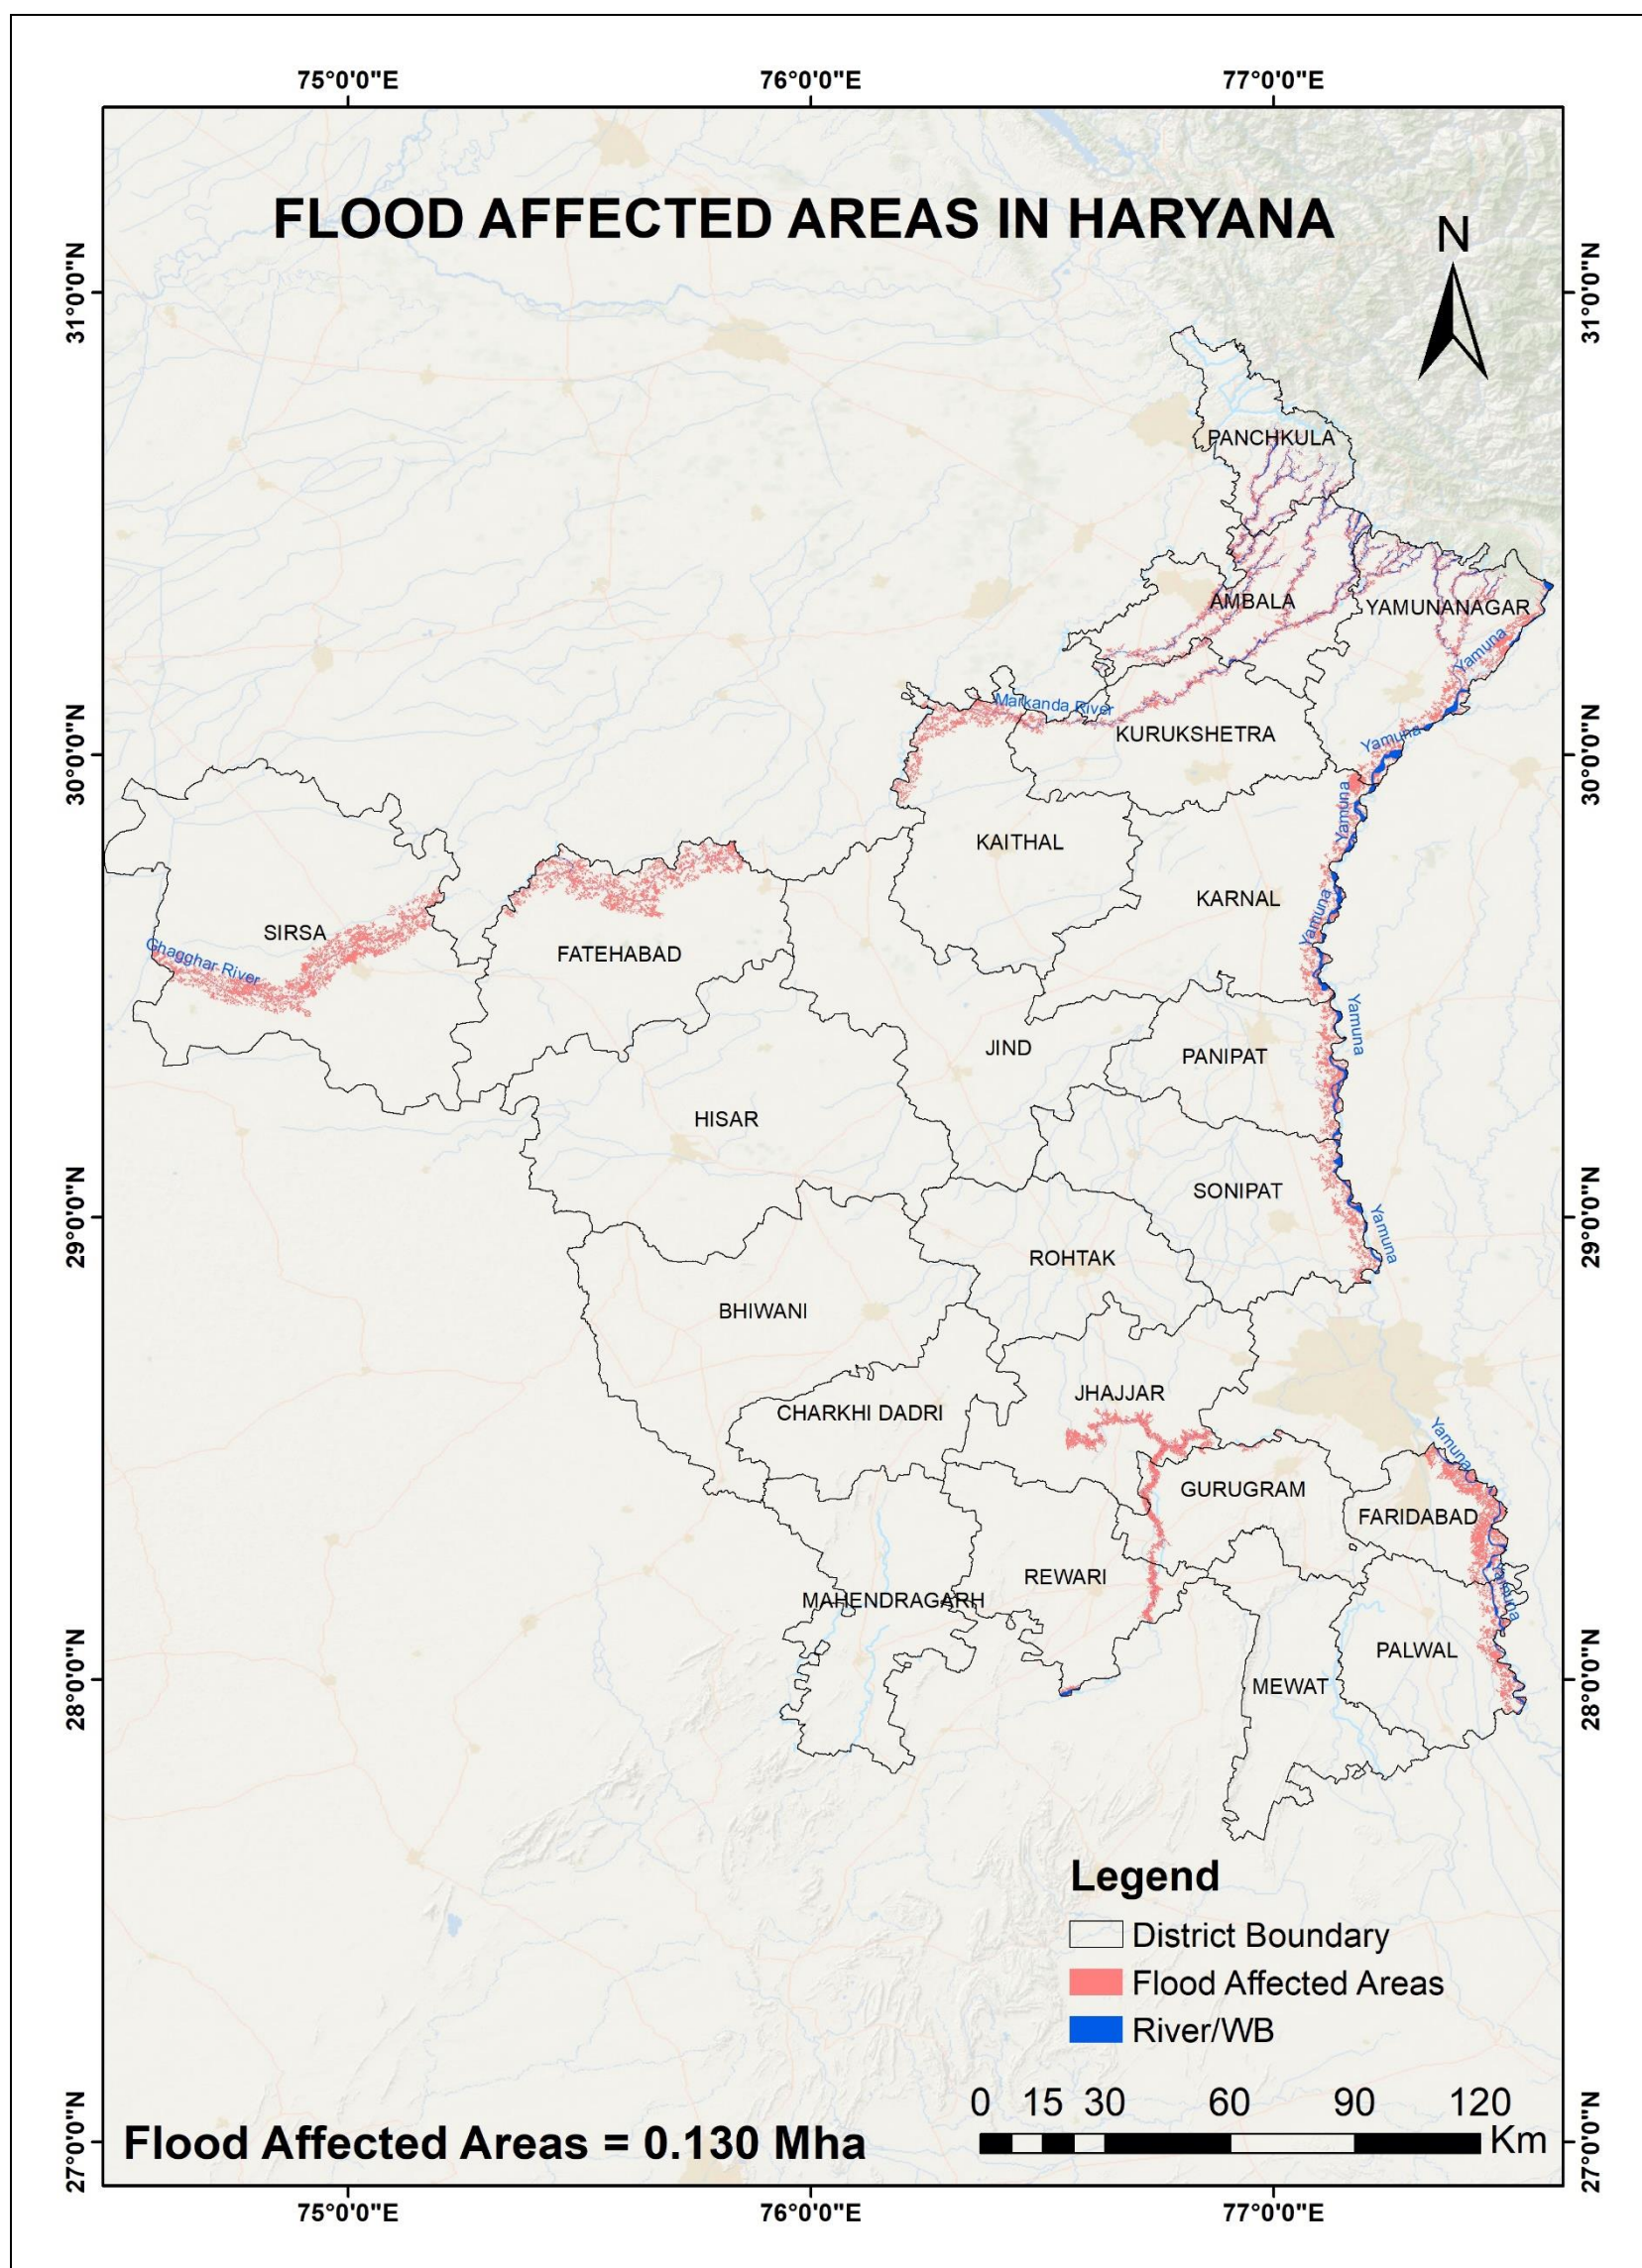 75°0'0"E 76°0'0"E 77°0'0"E
FLOOD AFFECTED AREAS IN HARYANA
N
31°0'0"N 31°0'0"N
PANCHKULA
AMBALA
YAMUNANAGAR
Yamuna
Markanda River
KURUKSHETRA
Yamuna
30°0'0"N 30°0'0"N
Yamuna
KAITHAL
KARNAL
Yamuna
SIRSA
Ghagghar River
FATEHABAD
Yamuna
JIND
PANIPAT
HISAR
SONIPAT
29°0'0"N 29°0'0"N
Yamuna
ROHTAK
BHIWANI
JHAJJAR
CHARKHI DADRI
Yamuna
GURUGRAM
FARIDABAD
REWARI
Yamuna
MAHENDRAGARH
PALWAL
28°0'0"N 28°0'0"N
MEWAT
Legend
District Boundary
Flood Affected Areas
River/WB
0 15 30 60 90 120
Km
Flood Affected Areas = 0.130 Mha
27°0'0"N 27°0'0"N
75°0'0"E 76°0'0"E 77°0'0"E